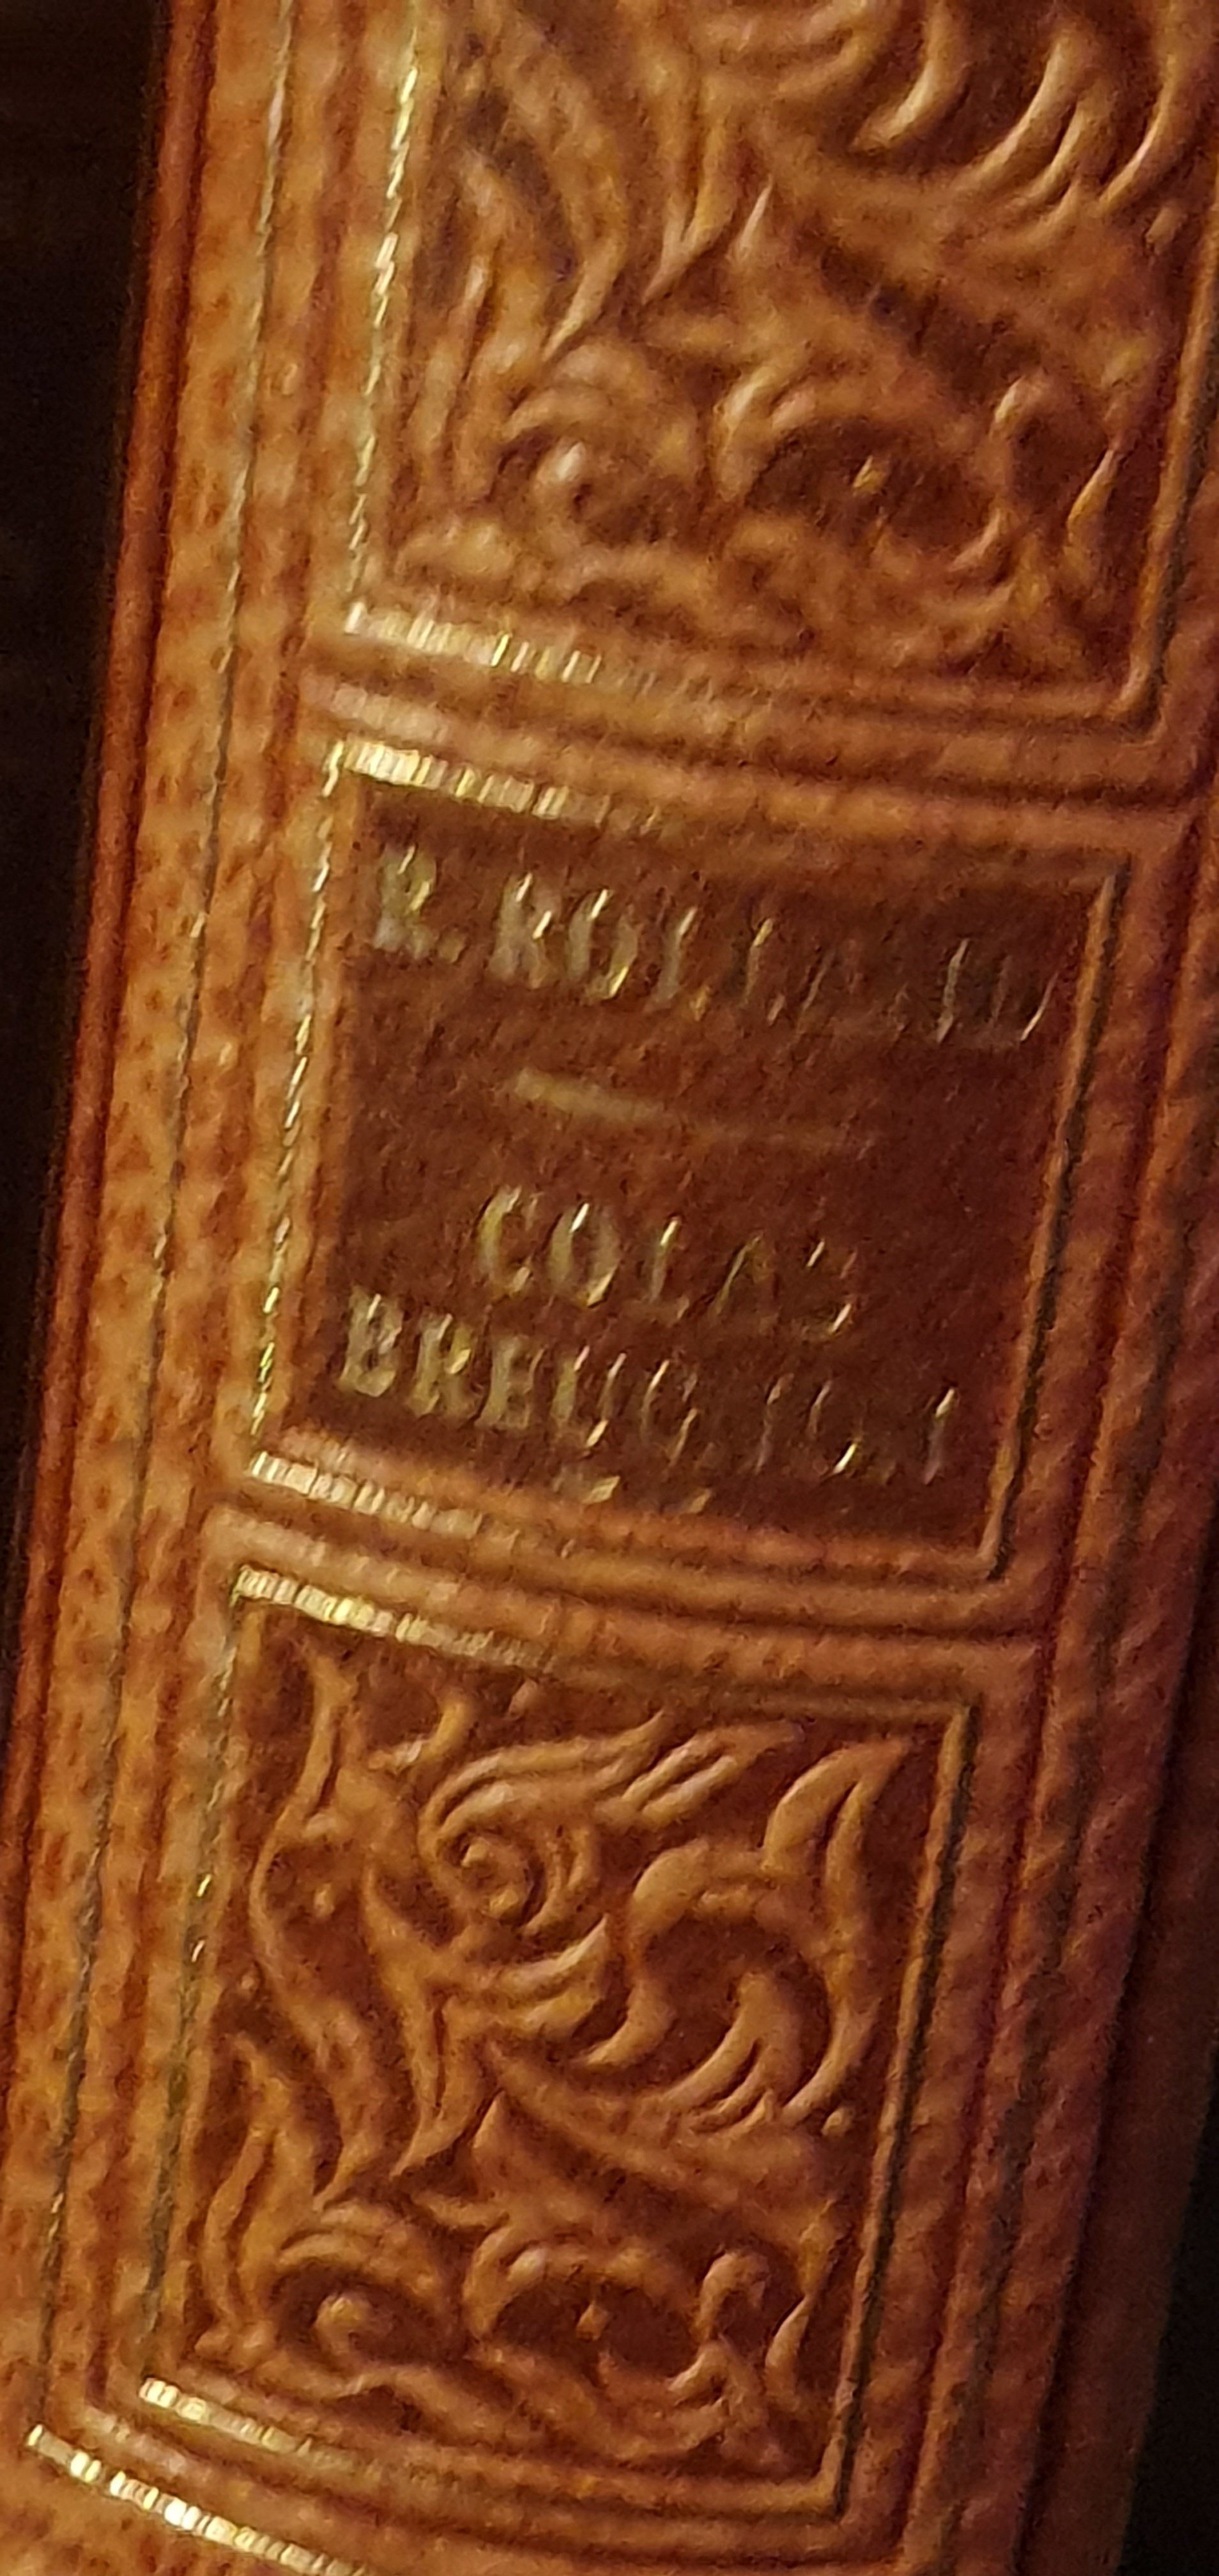 R. ROLLAND
COLAS
BREUGNON